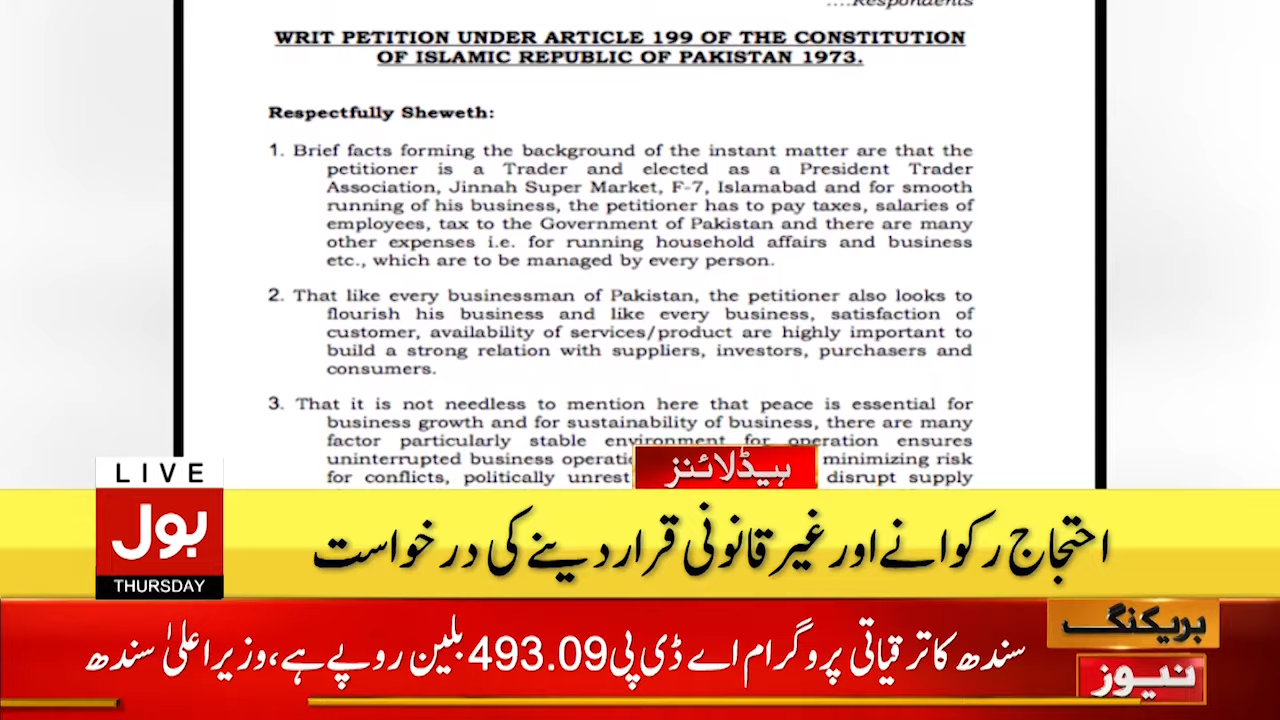 ....Respondents
WRIT PETITION UNDER ARTICLE 199 OF THE CONSTITUTION
OF ISLAMIC REPUBLIC OF PAKISTAN 1973.
Respectfully Sheweth:
1. Brief facts forming the background of the instant matter are that the
petitioner is a Trader and elected as a President Trader
Association, Jinnah Super Market, F-7, Islamabad and for smooth
running of his business, the petitioner has to pay taxes, salaries of
employees, tax to the Government of Pakistan and there are many
other expenses i.e. for running household affairs and business
etc., which are to be managed by every person.
2. That like every businessman of Pakistan, the petitioner also looks to
flourish his business and like every business, satisfaction of
customer, availability of services/product are highly important to
build a strong relation with suppliers, investors, purchasers and
consumers.
3. That it is not needless to mention here that peace is essential for
business growth and for sustainability of business, there are many
factor particularly stable environment for operation ensures
uninterrupted business minimizing risk
for conflicts, politically unrest disrupt supply
ہیڈلائنز
LIVE
بول
THURSDAY
احتجاج رکوانے اور غیر قانونی قرار دینے کی درخواست
بریکنگ
نیوز
سندھ کا ترقیاتی پروگرام اے ڈی پی 493.09 بلین روپے ہے، وزیراعلیٰ سندھ